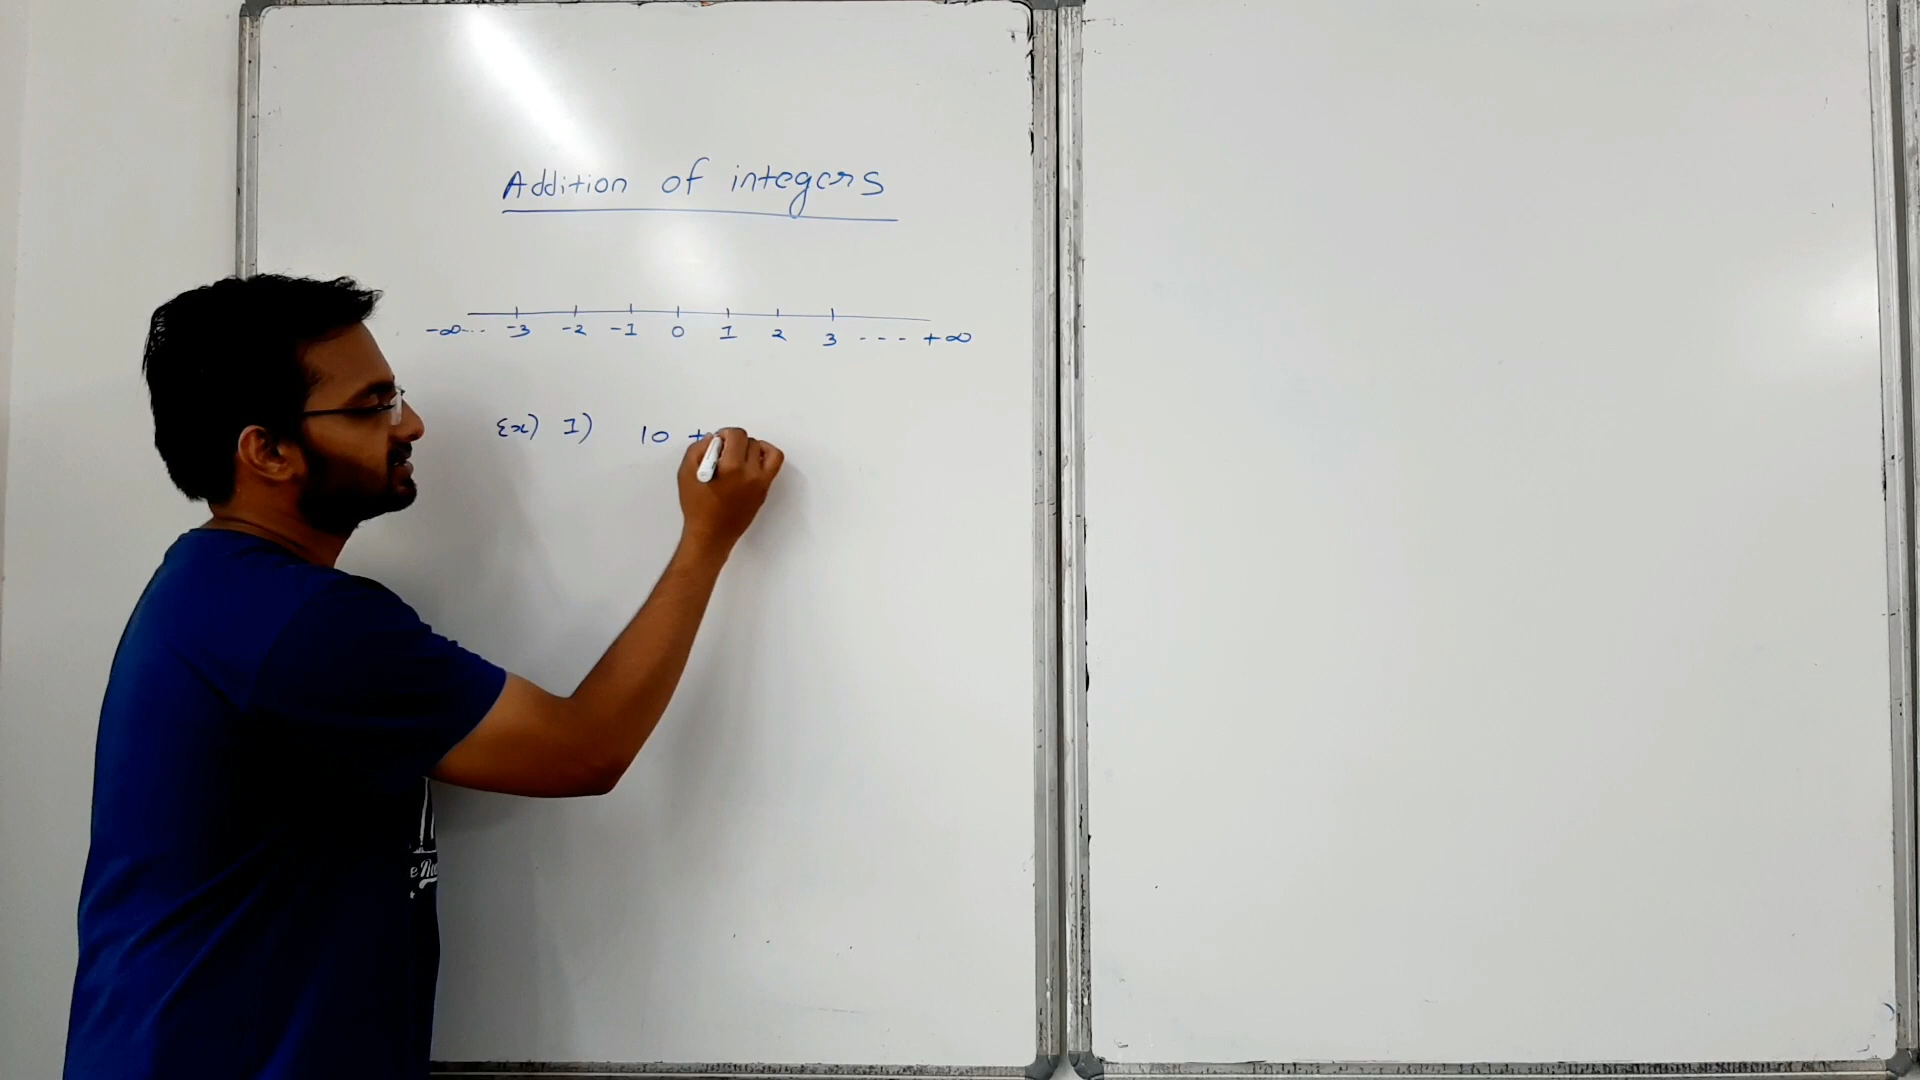 Addition of integers
-∞... -3 -2 -1 0 1 2 3 ---- +∞
Ex) 1) 10 +